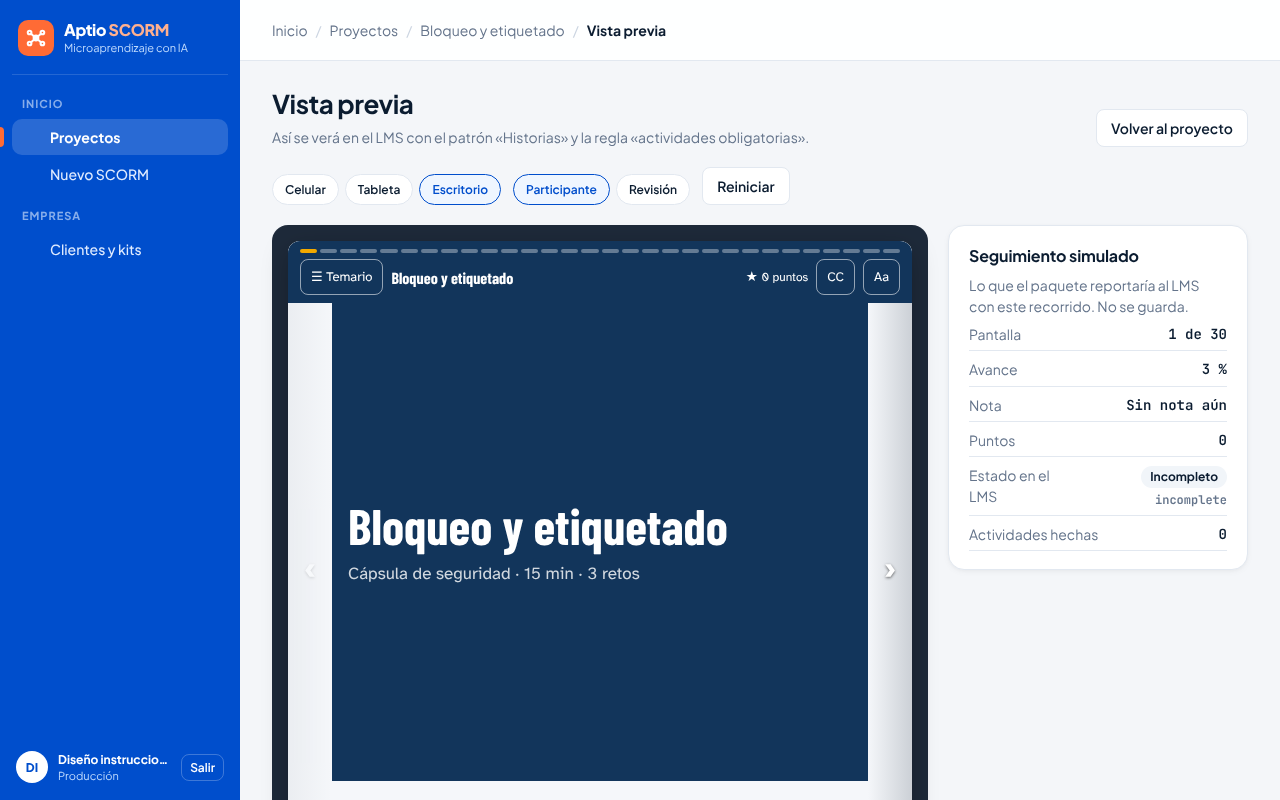 Aptio SCORM
Microaprendizaje con IA
INICIO
Proyectos
Nuevo SCORM
EMPRESA
Clientes y kits
DI
Diseño instruccio...
Producción
Salir
Inicio / Proyectos / Bloqueo y etiquetado / Vista previa
Vista previa
Así se verá en el LMS con el patrón «Historias» y la regla «actividades obligatorias».
Volver al proyecto
Celular
Tableta
Escritorio
Participante
Revisión
Reiniciar
☰ Temario
Bloqueo y etiquetado
★ 0 puntos
CC
Aa
Bloqueo y etiquetado
Cápsula de seguridad · 15 min · 3 retos
‹
›
Seguimiento simulado
Lo que el paquete reportaría al LMS
con este recorrido. No se guarda.
Pantalla 1 de 30
Avance 3 %
Nota Sin nota aún
Puntos 0
Estado en el LMS Incompleto
incomplete
Actividades hechas 0